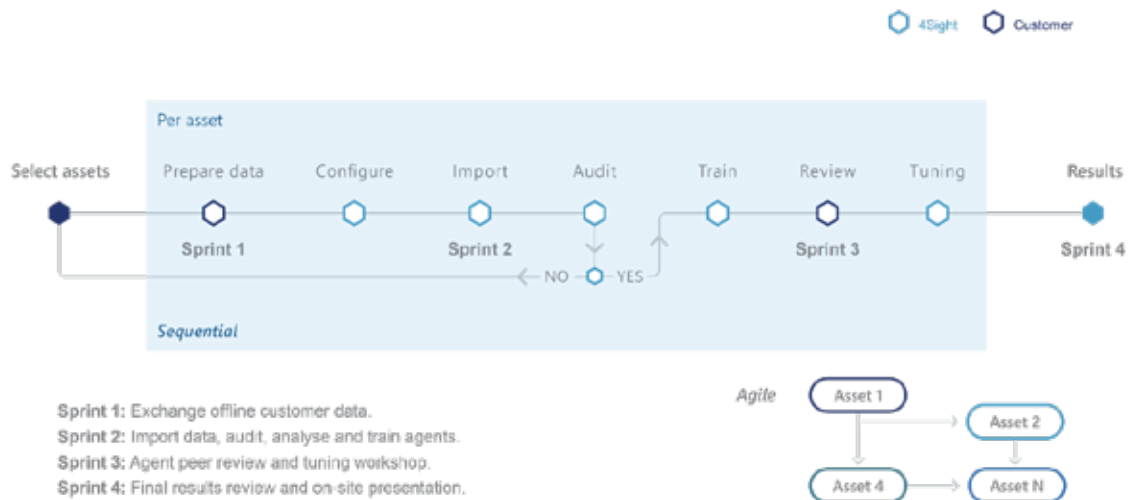 4Sight Customer
Per asset
Select assets Prepare data Configure Import Audit Train Review Tuning Results
Sprint 1 Sprint 2 Sprint 3 Sprint 4
NO YES
Sequential
Sprint 1: Exchange offline customer data.
Sprint 2: Import data, audit, analyse and train agents.
Sprint 3: Agent peer review and tuning workshop.
Sprint 4: Final results review and on-site presentation.
Agile Asset 1
Asset 2
Asset 4 Asset N